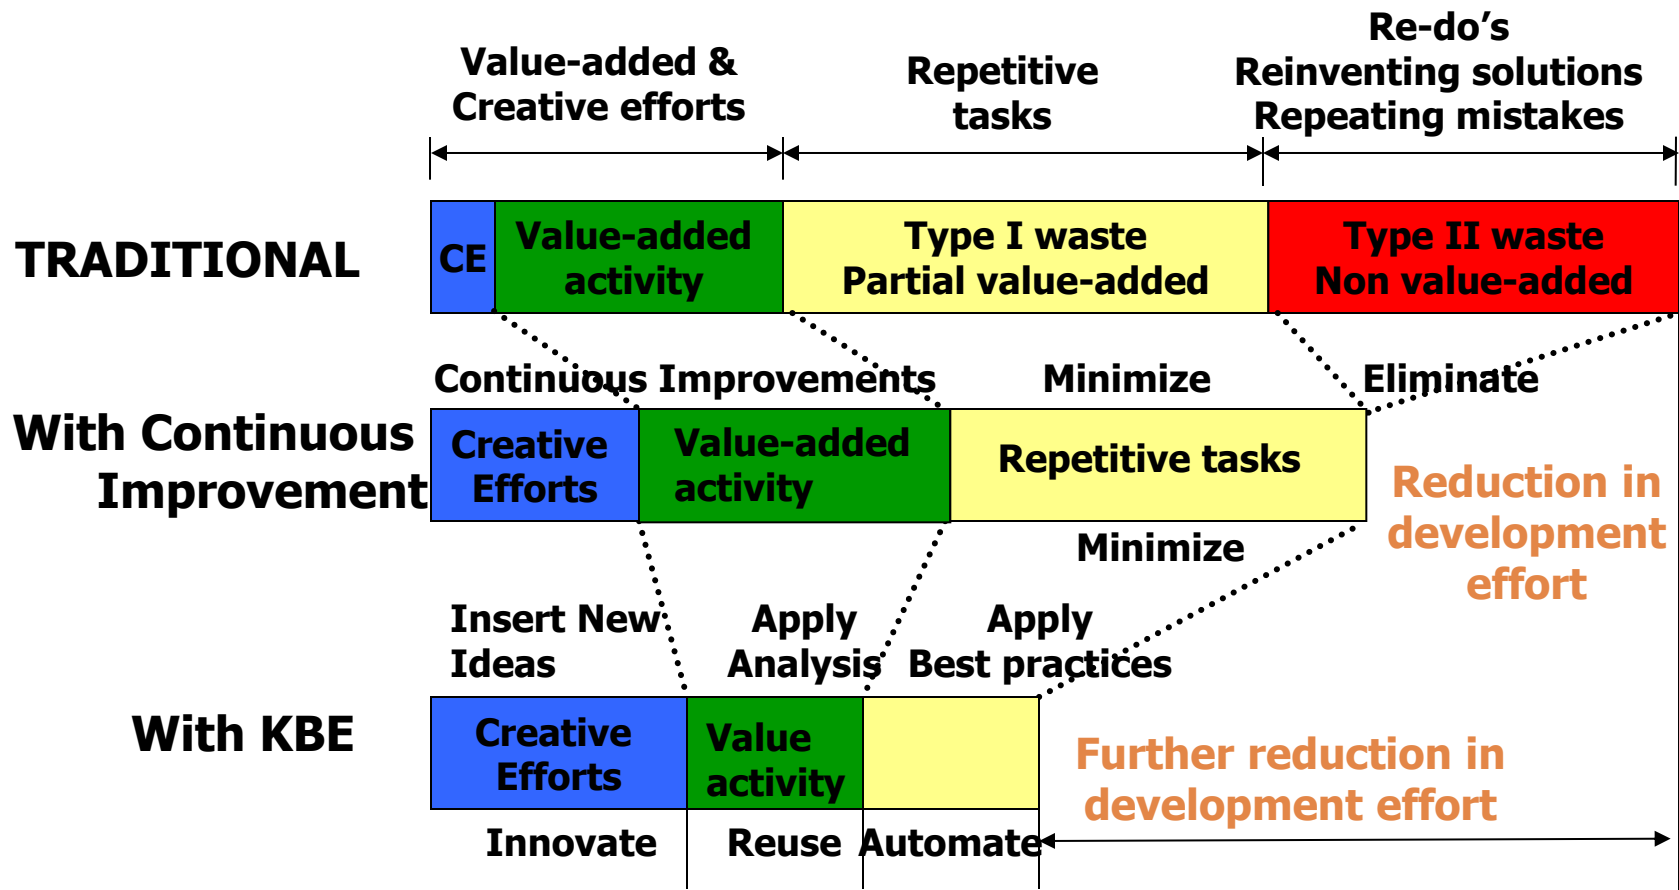 Value-added &
Creative efforts
Repetitive
tasks
Re-do’s
Reinventing solutions
Repeating mistakes
TRADITIONAL
CE
Value-added
activity
Type I waste
Partial value-added
Type II waste
Non value-added
Continuous Improvements
Minimize
Eliminate
With Continuous
Improvement
Creative
Efforts
Value-added
activity
Repetitive tasks
Reduction in
development
effort
Minimize
Insert New
Ideas
Apply
Analysis
Apply
Best practices
With KBE
Creative
Efforts
Value
activity
Further reduction in
development effort
Innovate
Reuse
Automate